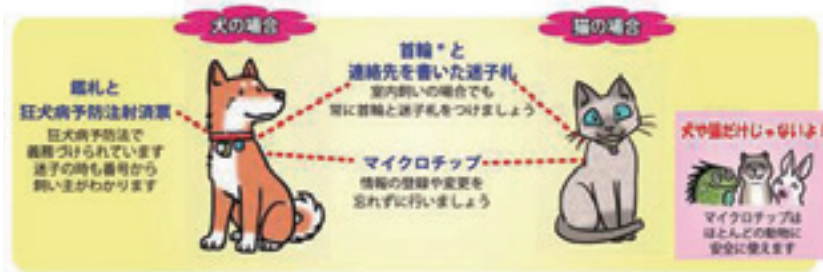 犬の場合
猫の場合
鑑札と
狂犬病予防注射済票
狂犬病予防法で
義務づけられています
迷子の時も番号から
飼い主がわかります
首輪*と
連絡先を書いた迷子札
室内飼いの場合でも
常に首輪と迷子札をつけましょう
マイクロチップ
情報の登録や変更を
忘れずに行いましょう
犬や猫だけじゃないよ!
マイクロチップは
ほとんどの動物に
安全に使えます